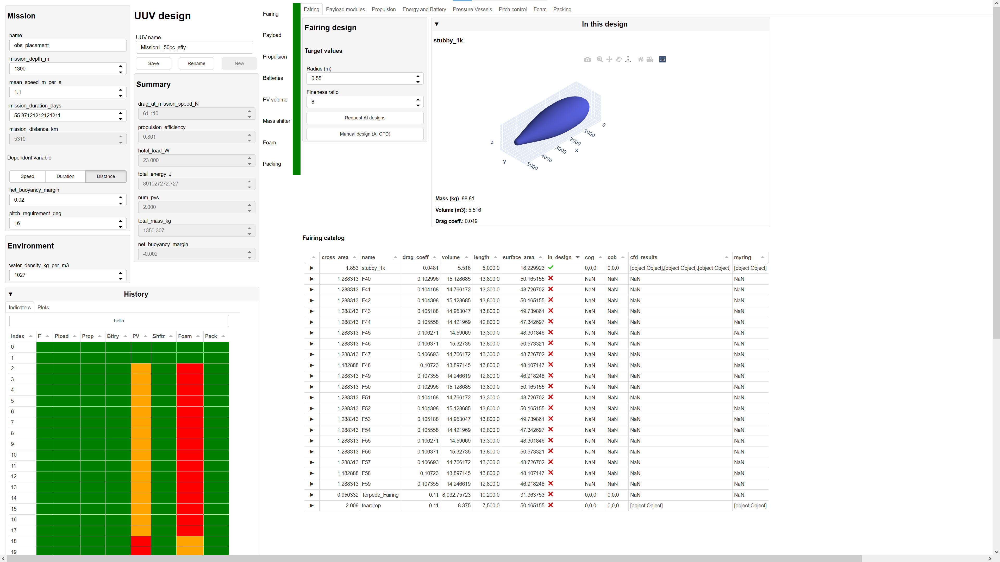 Mission
name
obs_placement
mission_depth_m
1300
mean_speed_m_per_s
1.1
mission_duration_days
55.87121212121211
mission_distance_km
5310
Dependent variable
Speed Duration Distance
net_buoyancy_margin
0.02
pitch_requirement_deg
16
Environment
water_density_kg_per_m3
1027
UUV design
UUV name
Mission1_50pc_effy
Save Rename New
Summary
drag_at_mission_speed_N
61.110
propulsion_efficiency
0.801
hotel_load_W
23.000
total_energy_J
891027272.727
num_pvs
2.000
total_mass_kg
1350.307
net_buoyancy_margin
-0.002
Fairing
Payload
Propulsion
Batteries
PV volume
Mass shifter
Foam
Packing
History
Indicators Plots
hello
index F Pload Prop Bttry PV Shftr Foam Pack
0
1
2
3
4
5
6
7
8
9
10
11
12
13
14
15
16
17
18
19
Fairing Payload modules Propulsion Energy and Battery Pressure Vessels Pitch control Foam Packing
Fairing design
Target values
Radius (m)
0.55
Fineness ratio
8
Request AI designs
Manual design (AI CFD)
In this design
stubby_1k
z
y
x
0
1000
2000
3000
4000
5000
Mass (kg): 88.81
Volume (m3): 5.516
Drag coeff.: 0.049
Fairing catalog
cross_area name drag_coeff volume length surface_area in_design cog cob cfd_results myring
1.853 stubby_1k 0.0481 5.516 5,000.0 18.229923 0,0,0 0,0,0 [object Object],[object Object],[object Object] [object Object]
1.288313 F40 0.102996 15.128685 13,800.0 50.165155 NaN NaN NaN NaN
1.288313 F41 0.104168 14.766172 13,300.0 48.726702 NaN NaN NaN NaN
1.288313 F42 0.104398 15.128685 13,800.0 50.165155 NaN NaN NaN NaN
1.288313 F43 0.105188 14.953047 13,800.0 49.739861 NaN NaN NaN NaN
1.288313 F44 0.105558 14.421969 12,800.0 47.342697 NaN NaN NaN NaN
1.288313 F45 0.106271 14.59069 13,300.0 48.301846 NaN NaN NaN NaN
1.288313 F46 0.106371 15.32735 13,800.0 50.573321 NaN NaN NaN NaN
1.288313 F47 0.106693 14.766172 13,300.0 48.726702 NaN NaN NaN NaN
1.182888 F48 0.10723 13.897145 13,800.0 48.107147 NaN NaN NaN NaN
1.288313 F49 0.107355 14.246619 12,800.0 46.918248 NaN NaN NaN NaN
1.288313 F50 0.102996 15.128685 13,800.0 50.165155 NaN NaN NaN NaN
1.288313 F51 0.104168 14.766172 13,300.0 48.726702 NaN NaN NaN NaN
1.288313 F52 0.104398 15.128685 13,800.0 50.165155 NaN NaN NaN NaN
1.288313 F53 0.105188 14.953047 13,800.0 49.739861 NaN NaN NaN NaN
1.288313 F54 0.105558 14.421969 12,800.0 47.342697 NaN NaN NaN NaN
1.288313 F55 0.106271 14.59069 13,300.0 48.301846 NaN NaN NaN NaN
1.288313 F56 0.106371 15.32735 13,800.0 50.573321 NaN NaN NaN NaN
1.288313 F57 0.106693 14.766172 13,300.0 48.726702 NaN NaN NaN NaN
1.182888 F58 0.10723 13.897145 13,800.0 48.107147 NaN NaN NaN NaN
1.288313 F59 0.107355 14.246619 12,800.0 46.918248 NaN NaN NaN NaN
0.950332 Torpedo_Fairing 0.11 8,032.75723 10,200.0 31.363753 0,0,0 0,0,0 NaN NaN
2.009 teardrop 0.11 8.375 7,500.0 50.165155 0,0,0 0,0,0 [object Object] [object Object]